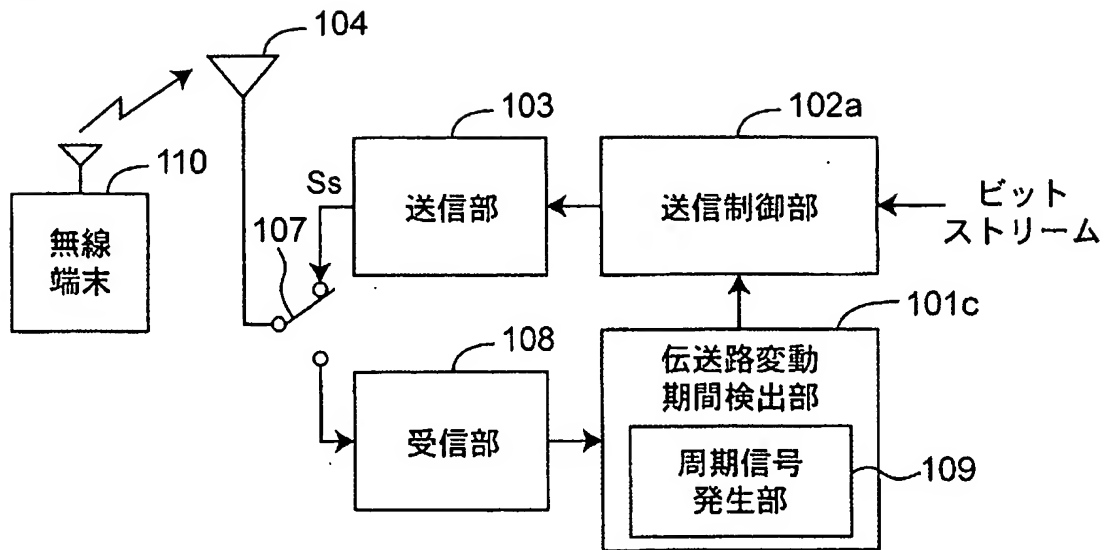 104
103
102a
110
Ss
無線
端末
107
送信部
送信制御部
ビット
ストリーム
101c
108
受信部
伝送路変動
期間検出部
周期信号
発生部
109